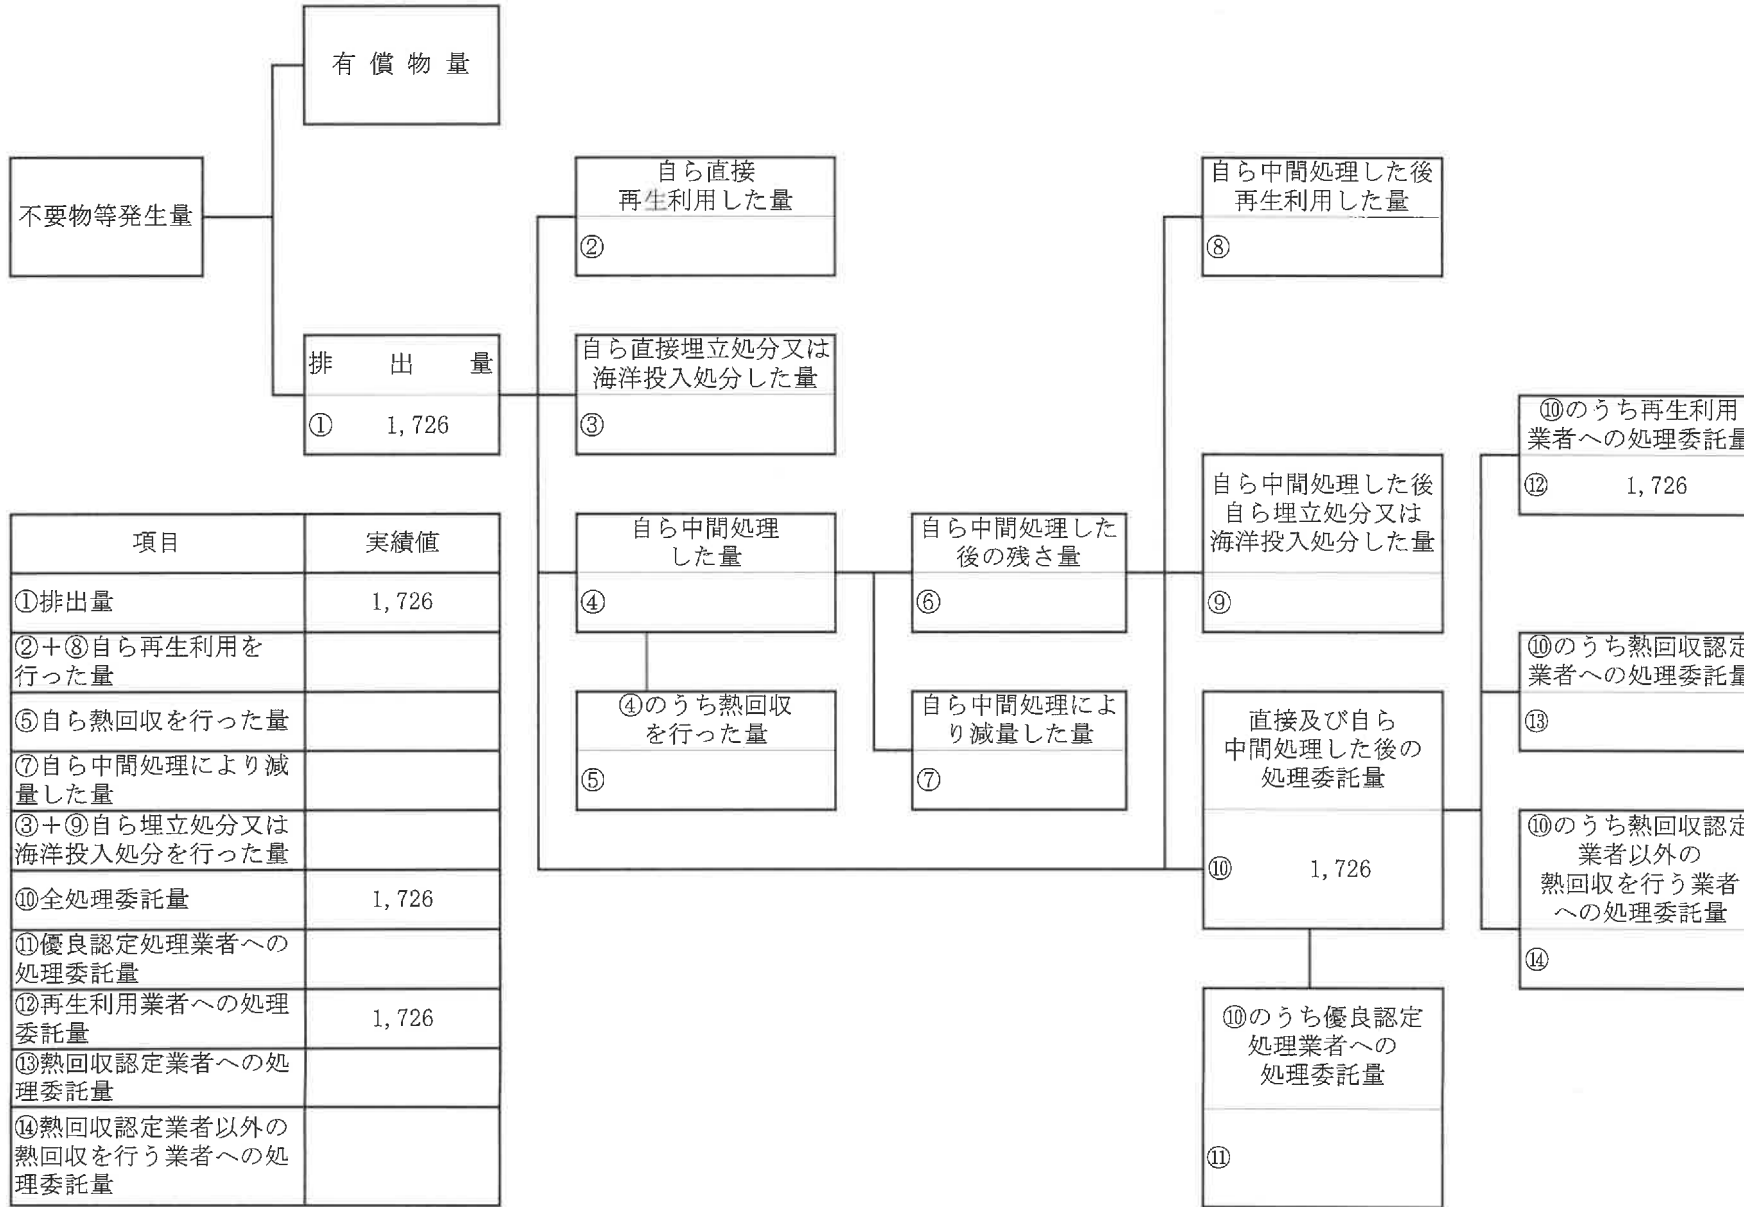 有償物量
不要物等発生量
排出量
① 1,726
自ら直接
再生利用した量
②
自ら直接埋立処分又は
海洋投入処分した量
③
自ら中間処理
した量
④
④のうち熱回収
を行った量
⑤
自ら中間処理した
後の残さ量
⑥
自ら中間処理によ
り減量した量
⑦
自ら中間処理した後
再生利用した量
⑧
自ら中間処理した後
自ら埋立処分又は
海洋投入処分した量
⑨
直接及び自ら
中間処理した後の
処理委託量
⑩ 1,726
⑩のうち優良認定
処理業者への
処理委託量
⑪
⑩のうち再生利用
業者への処理委託量
⑫ 1,726
⑩のうち熱回収認定
業者への処理委託量
⑬
⑩のうち熱回収認定
業者以外の
熱回収を行う業者
への処理委託量
⑭
項目 実績値
①排出量 1,726
②+⑧自ら再生利用を
行った量
⑤自ら熱回収を行った量
⑦自ら中間処理により減
量した量
③+⑨自ら埋立処分又は
海洋投入処分を行った量
⑩全処理委託量 1,726
⑪優良認定処理業者への
処理委託量
⑫再生利用業者への処理
委託量 1,726
⑬熱回収認定業者への処
理委託量
⑭熱回収認定業者以外の
熱回収を行う業者への処
理委託量